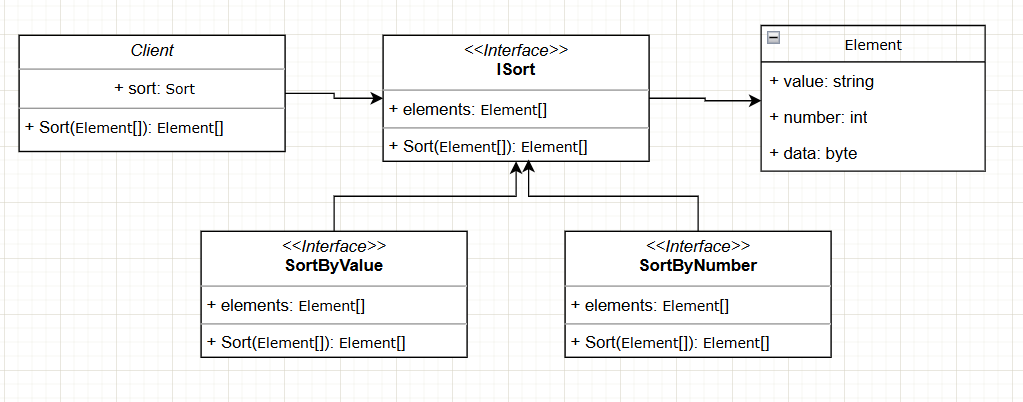 Client
+ sort: Sort
+ Sort(Element[]): Element[]
<<Interface>>
ISort
+ elements: Element[]
+ Sort(Element[]): Element[]
Element
+ value: string
+ number: int
+ data: byte
<<Interface>>
SortByValue
+ elements: Element[]
+ Sort(Element[]): Element[]
<<Interface>>
SortByNumber
+ elements: Element[]
+ Sort(Element[]): Element[]